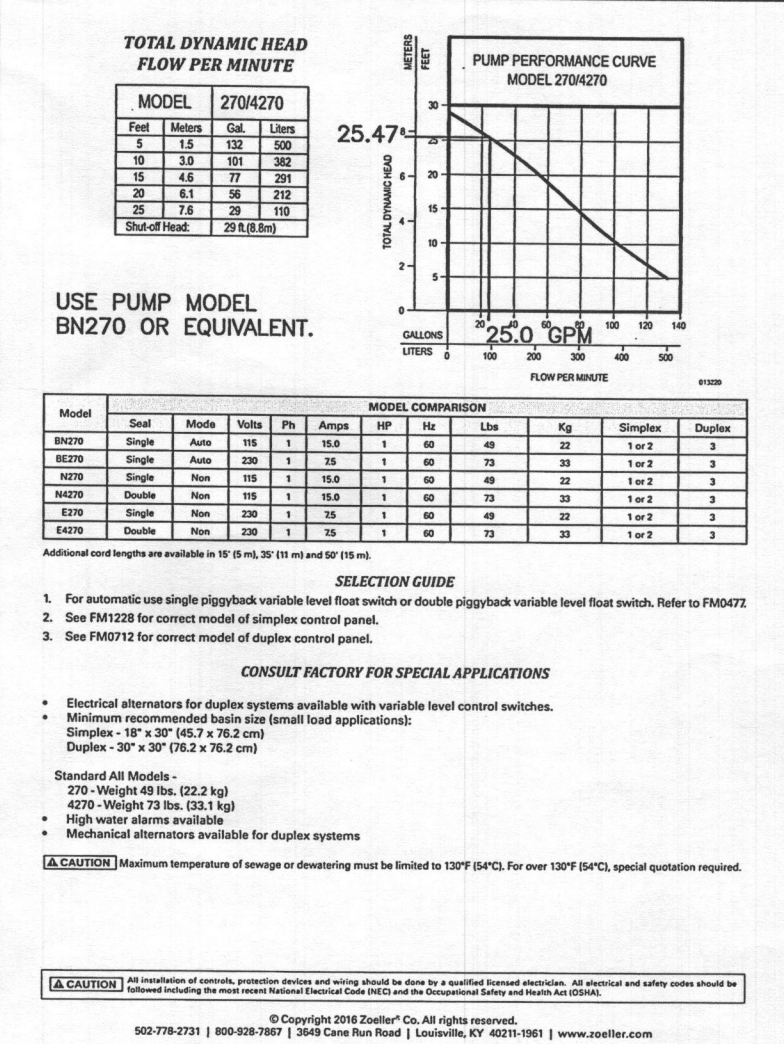 TOTAL DYNAMIC HEAD
FLOW PER MINUTE
MODEL 270/4270
Feet Meters Gal. Liters
5 1.5 132 500
10 3.0 101 382
15 4.6 77 291
20 6.1 56 212
25 7.6 29 110
Shut-off Head: 29 ft.(8.8m)
USE PUMP MODEL
BN270 OR EQUIVALENT.
METERS
FEET
PUMP PERFORMANCE CURVE
MODEL 270/4270
TOTAL DYNAMIC HEAD
30
25.47
8
25
6
20
15
4
10
2
5
0
20 40 60 80 100 120 140
GALLONS
25.0 GPM
LITERS
0 100 200 300 400 500
FLOW PER MINUTE
013220
Model MODEL COMPARISON
Seal Mode Volts Ph Amps HP Hz Lbs Kg Simplex Duplex
BN270 Single Auto 115 1 15.0 1 60 49 22 1 or 2 3
BE270 Single Auto 230 1 7.5 1 60 73 33 1 or 2 3
N270 Single Non 115 1 15.0 1 60 49 22 1 or 2 3
N4270 Double Non 115 1 15.0 1 60 73 33 1 or 2 3
E270 Single Non 230 1 7.5 1 60 49 22 1 or 2 3
E4270 Double Non 230 1 7.5 1 60 73 33 1 or 2 3
Additional cord lengths are available in 15' (5 m), 35' (11 m) and 50' (15 m).
SELECTION GUIDE
1. For automatic use single piggyback variable level float switch or double piggyback variable level float switch. Refer to FM0477.
2. See FM1228 for correct model of simplex control panel.
3. See FM0712 for correct model of duplex control panel.
CONSULT FACTORY FOR SPECIAL APPLICATIONS
• Electrical alternators for duplex systems available with variable level control switches.
• Minimum recommended basin size (small load applications):
Simplex - 18" x 30" (45.7 x 76.2 cm)
Duplex - 30" x 30" (76.2 x 76.2 cm)
Standard All Models -
270 - Weight 49 lbs. (22.2 kg)
4270 - Weight 73 lbs. (33.1 kg)
• High water alarms available
• Mechanical alternators available for duplex systems
⚠ CAUTION Maximum temperature of sewage or dewatering must be limited to 130°F (54°C). For over 130°F (54°C), special quotation required.
⚠ CAUTION All installation of controls, protection devices and wiring should be done by a qualified licensed electrician. All electrical and safety codes should be
followed including the most recent National Electrical Code (NEC) and the Occupational Safety and Health Act (OSHA).
© Copyright 2016 Zoeller® Co. All rights reserved.
502-778-2731 | 800-928-7867 | 3649 Cane Run Road | Louisville, KY 40211-1961 | www.zoeller.com